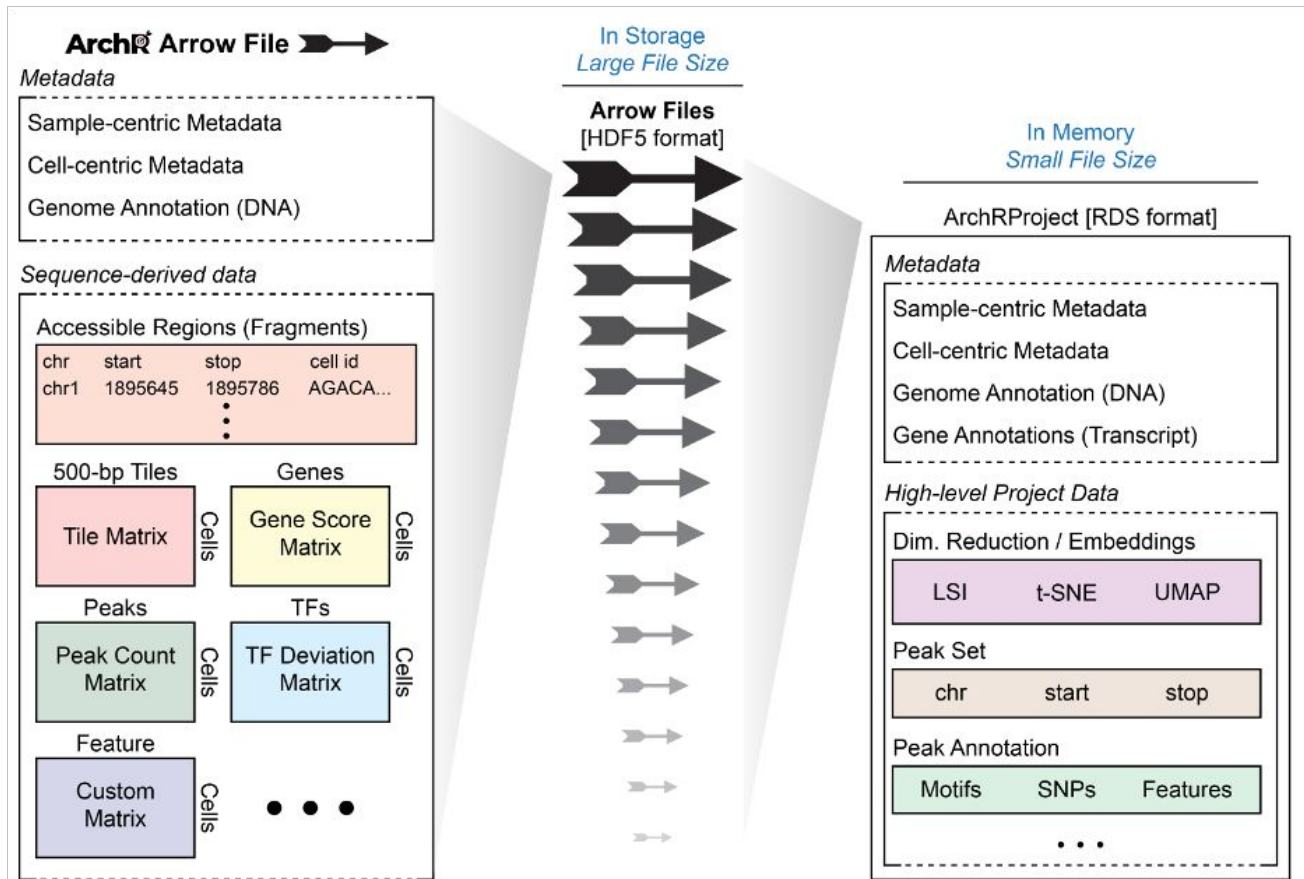 ArchR Arrow File
Metadata
Sample-centric Metadata
Cell-centric Metadata
Genome Annotation (DNA)
Sequence-derived data
Accessible Regions (Fragments)
chr start stop cell id
chr1 1895645 1895786 AGACA...
500-bp Tiles
Tile Matrix
Cells
Genes
Gene Score
Matrix
Cells
Peaks
Peak Count
Matrix
Cells
TFs
TF Deviation
Matrix
Cells
Feature
Custom
Matrix
Cells
In Storage
Large File Size
Arrow Files
[HDF5 format]
In Memory
Small File Size
ArchRProject [RDS format]
Metadata
Sample-centric Metadata
Cell-centric Metadata
Genome Annotation (DNA)
Gene Annotations (Transcript)
High-level Project Data
Dim. Reduction / Embeddings
LSI t-SNE UMAP
Peak Set
chr start stop
Peak Annotation
Motifs SNPs Features